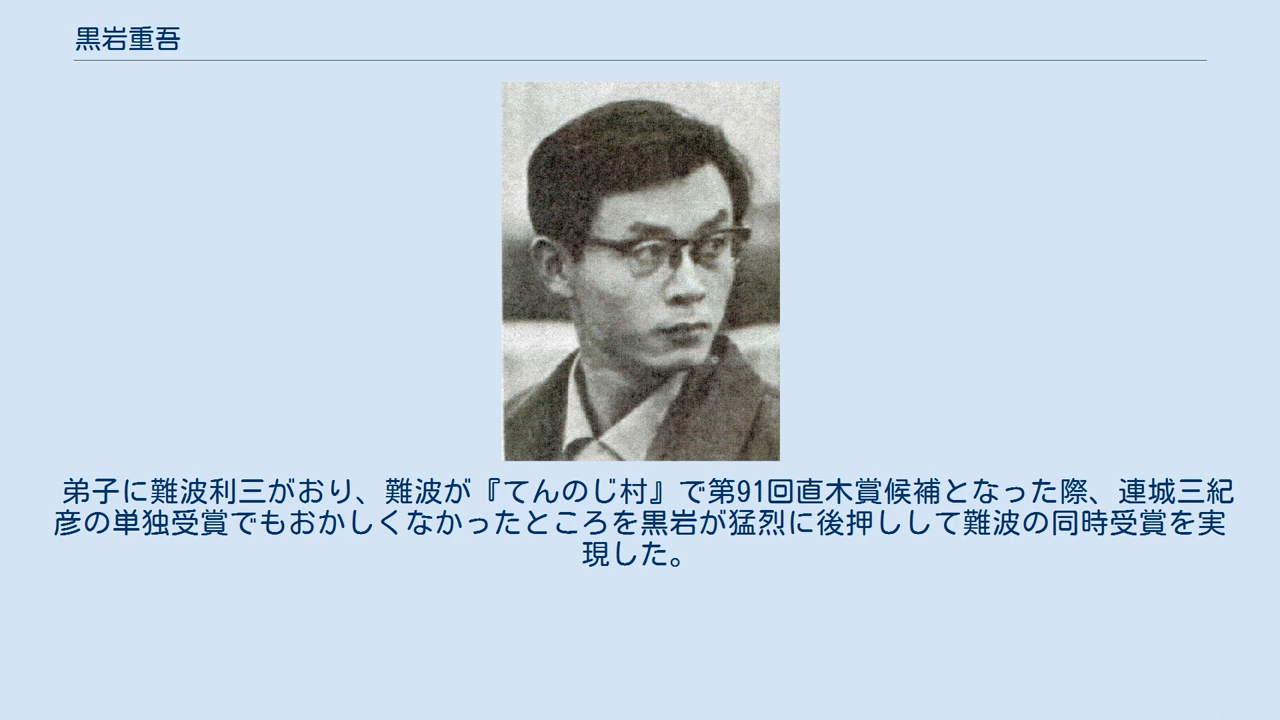 黒岩重吾
弟子に難波利三がおり、難波が『てんのじ村』で第91回直木賞候補となった際、連城三紀
彦の単独受賞でもおかしくなかったところを黒岩が猛烈に後押しして難波の同時受賞を実
現した。